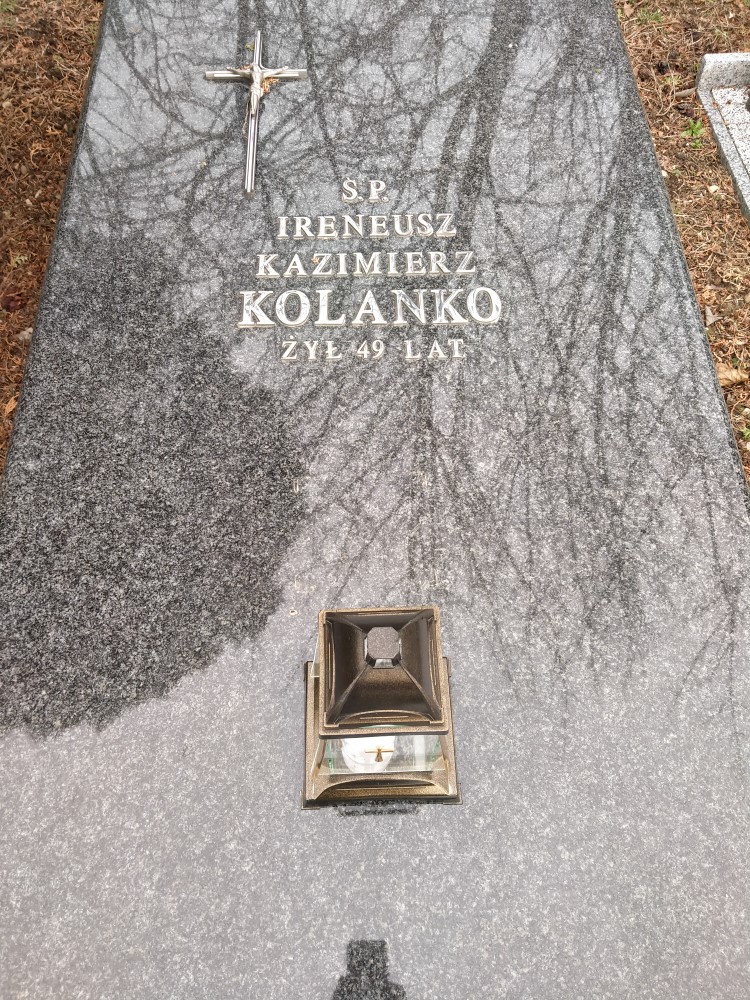 Ś.P.
IRENEUSZ
KAZIMIERZ
KOLANKO
ŻYŁ 49 LAT